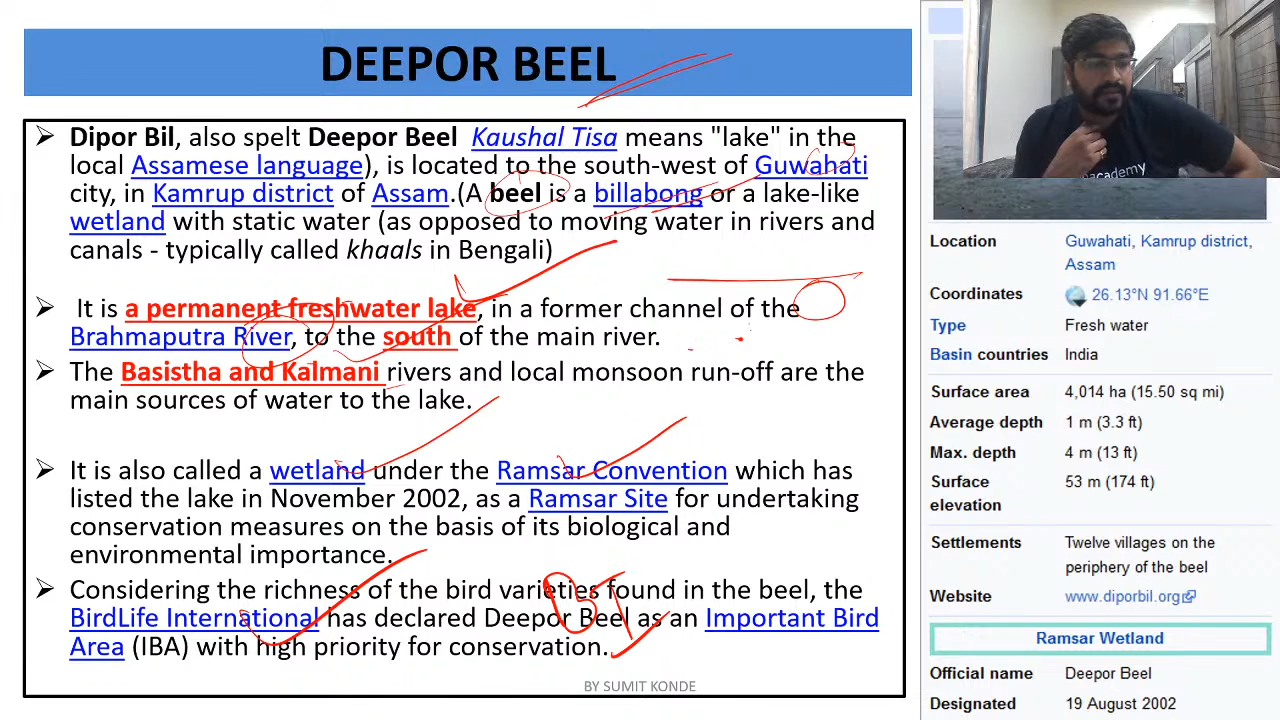 DEEPOR BEEL
➢ Dipor Bil, also spelt Deepor Beel Kaushal Tisa means "lake" in the
local Assamese language), is located to the south-west of Guwahati
city, in Kamrup district of Assam.(A beel is a billabong or a lake-like
wetland with static water (as opposed to moving water in rivers and
canals - typically called khaals in Bengali)
➢ It is a permanent freshwater lake, in a former channel of the
Brahmaputra River, to the south of the main river.
➢ The Basistha and Kalmani rivers and local monsoon run-off are the
main sources of water to the lake.
➢ It is also called a wetland under the Ramsar Convention which has
listed the lake in November 2002, as a Ramsar Site for undertaking
conservation measures on the basis of its biological and
environmental importance.
➢ Considering the richness of the bird varieties found in the beel, the
BirdLife International has declared Deepor Beel as an Important Bird
Area (IBA) with high priority for conservation.
BI
BY SUMIT KONDE
academy
Location Guwahati, Kamrup district,
Assam
Coordinates 26.13°N 91.66°E
Type Fresh water
Basin countries India
Surface area 4,014 ha (15.50 sq mi)
Average depth 1 m (3.3 ft)
Max. depth 4 m (13 ft)
Surface 53 m (174 ft)
elevation
Settlements Twelve villages on the
periphery of the beel
Website www.diporbil.org
Ramsar Wetland
Official name Deepor Beel
Designated 19 August 2002